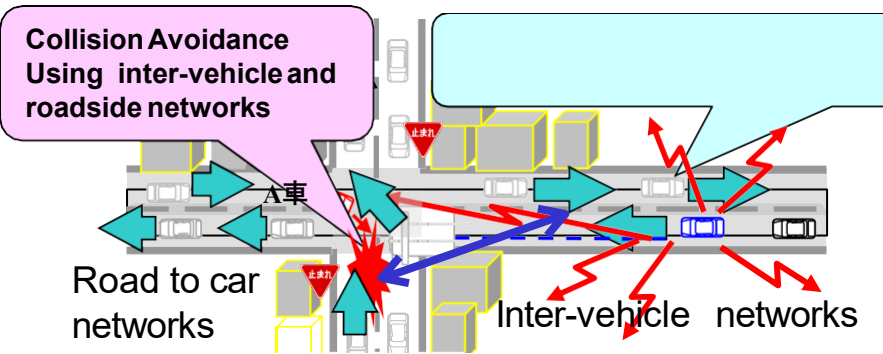 Collision Avoidance
Using inter-vehicle and
roadside networks
止まれ
A車
止まれ
Road to car
networks
Inter-vehicle networks